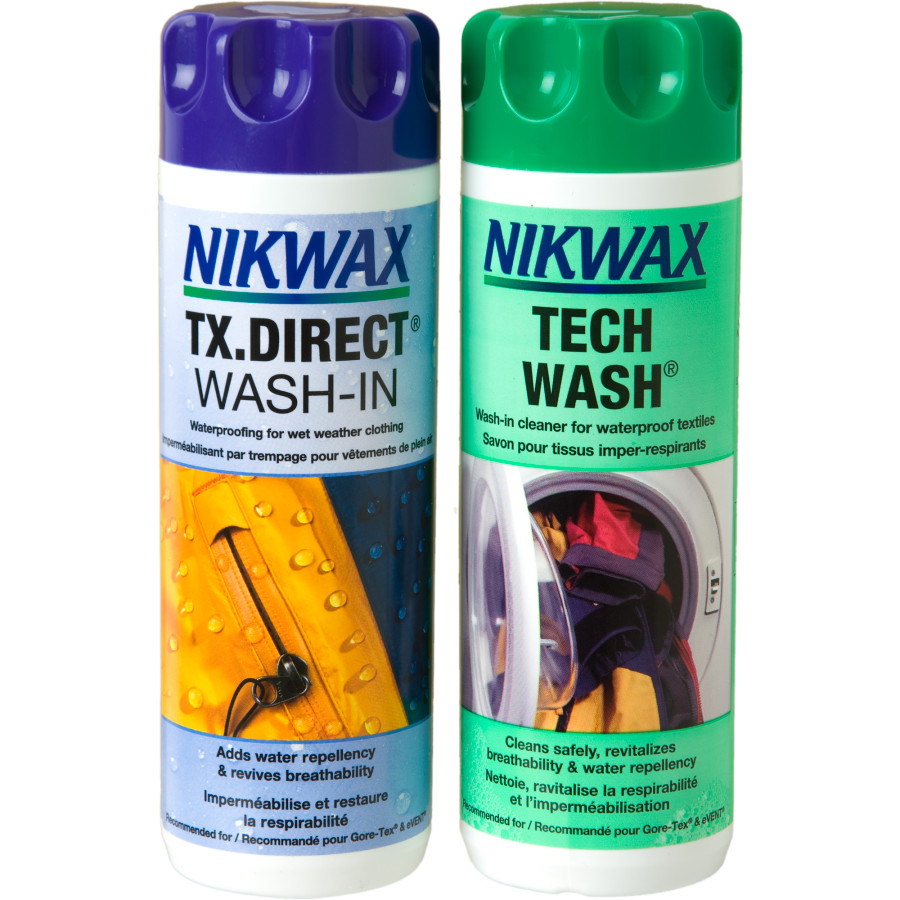 NIKWAX
TX.DIRECT®
WASH-IN
Waterproofing for wet weather clothing
Imperméabilisant par trempage pour vêtements de plein
Adds water repellency
& revives breathability
Imperméabilise et restaure
la respirabilité
Recommended for / Recommandé pour Gore-Tex® & eVENT®
NIKWAX
TECH
WASH®
Wash-in cleaner for waterproof textiles
Savon pour tissus imper-respirants
Cleans safely, revitalizes
breathability & water repellency
Nettoie, ravitalise la respirabilité
et l'imperméabilisation
Recommended for / Recommandé pour Gore-Tex® & eVENT®